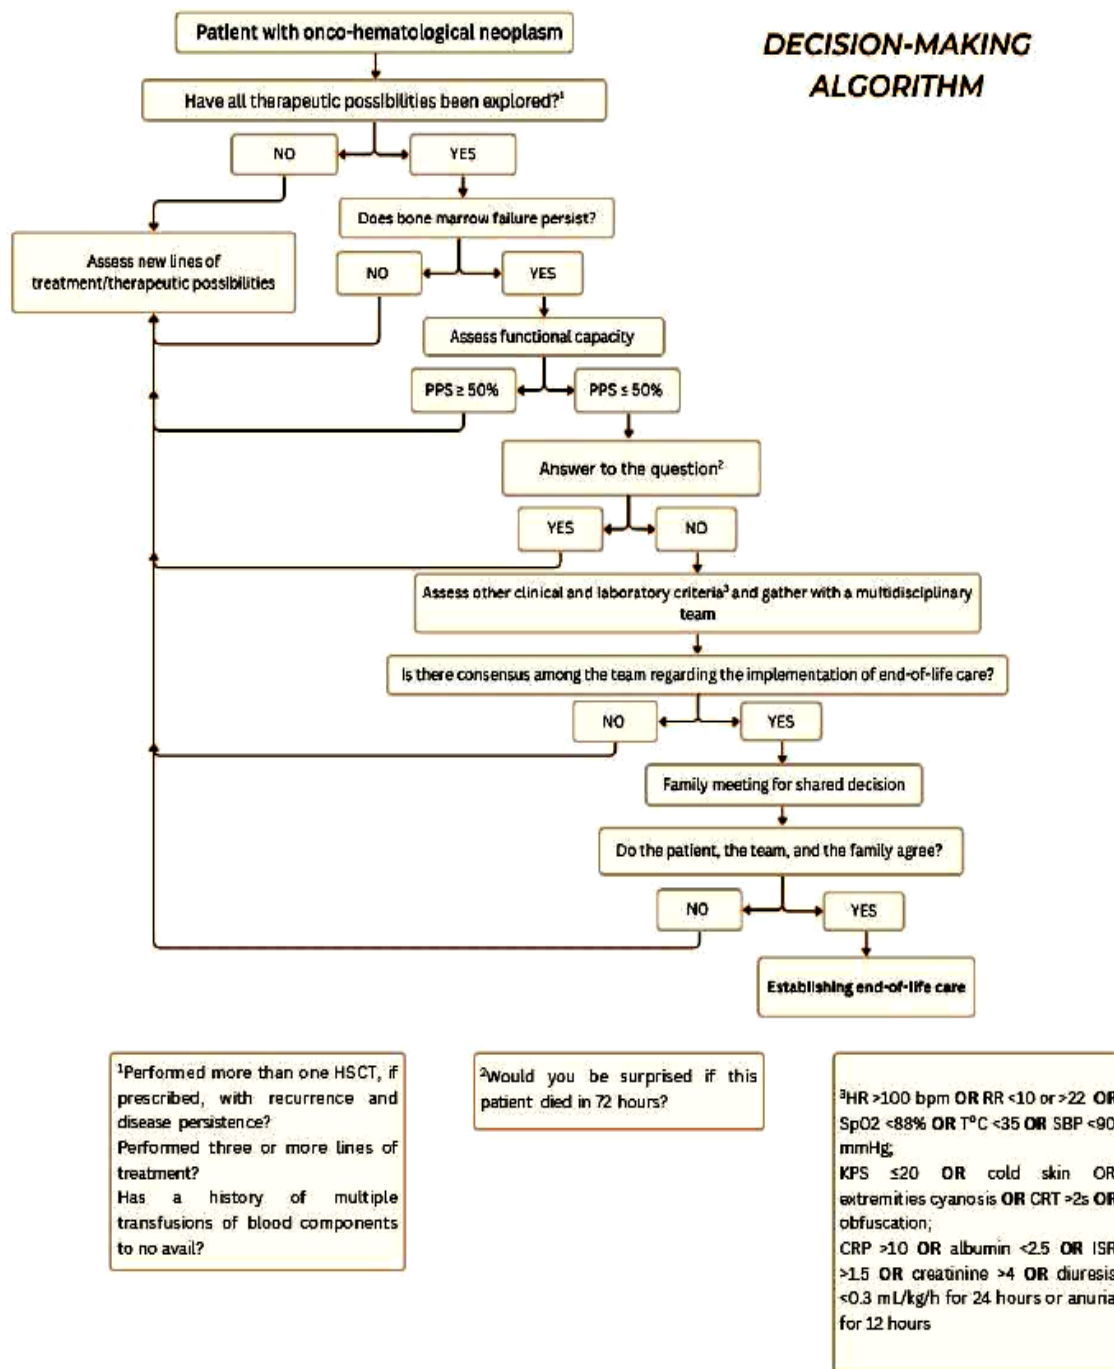 DECISION-MAKING
ALGORITHM
Patient with onco-hematological neoplasm
Have all therapeutic possibilities been explored?¹
NO
YES
Does bone marrow failure persist?
Assess new lines of
treatment/therapeutic possibilities
NO
YES
Assess functional capacity
PPS ≥ 50%
PPS ≤ 50%
Answer to the question²
YES
NO
Assess other clinical and laboratory criteria³ and gather with a multidisciplinary
team
Is there consensus among the team regarding the implementation of end-of-life care?
NO
YES
Family meeting for shared decision
Do the patient, the team, and the family agree?
NO
YES
Establishing end-of-life care
¹Performed more than one HSCT, if
prescribed, with recurrence and
disease persistence?
Performed three or more lines of
treatment?
Has a history of multiple
transfusions of blood components
to no avail?
²Would you be surprised if this
patient died in 72 hours?
³HR >100 bpm OR RR <10 or >22 OR
SpO2 <88% OR TºC <35 OR SBP <90
mmHg;
KPS ≤20 OR cold skin OR
extremities cyanosis OR CRT >2s OR
obfuscation;
CRP >10 OR albumin <2.5 OR ISR
>1.5 OR creatinine >4 OR diuresis
<0.3 mL/kg/h for 24 hours or anuria
for 12 hours